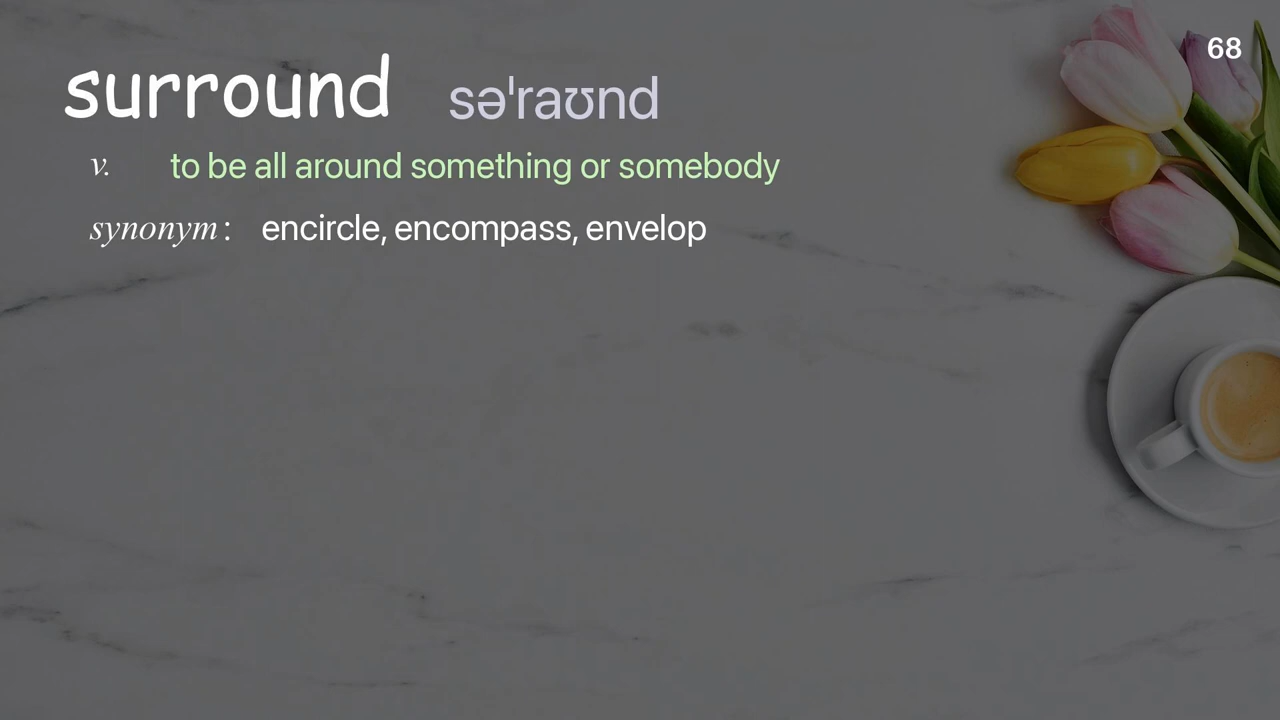 68
surround səˈraʊnd
v. to be all around something or somebody
synonym : encircle, encompass, envelop